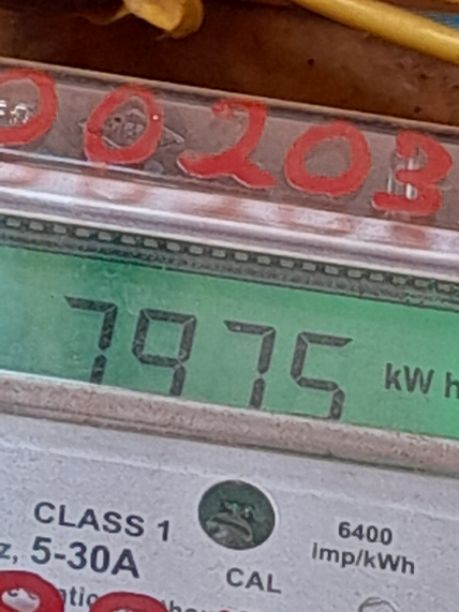 00203
7975 kW h
CLASS 1
6400
5-30A
Imp/kWh
CAL